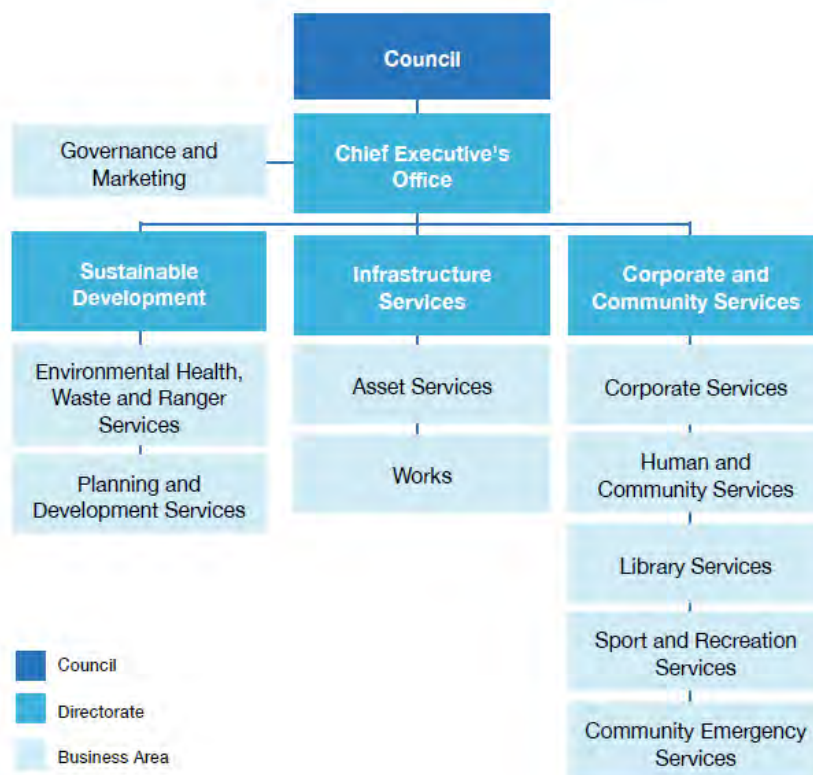 Council
Governance and
Marketing
Chief Executive's
Office
Sustainable
Development
Infrastructure
Services
Corporate and
Community Services
Environmental Health,
Waste and Ranger
Services
Asset Services
Corporate Services
Planning and
Development Services
Works
Human and
Community Services
Library Services
Sport and Recreation
Services
Community Emergency
Services
Council
Directorate
Business Area